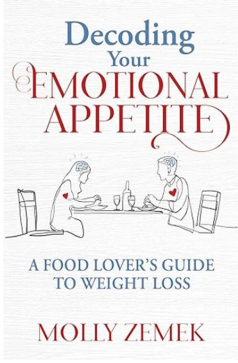 Decoding
Your
EMOTIONAL
APPETITE
A FOOD LOVER'S GUIDE
TO WEIGHT LOSS
MOLLY ZEMEK